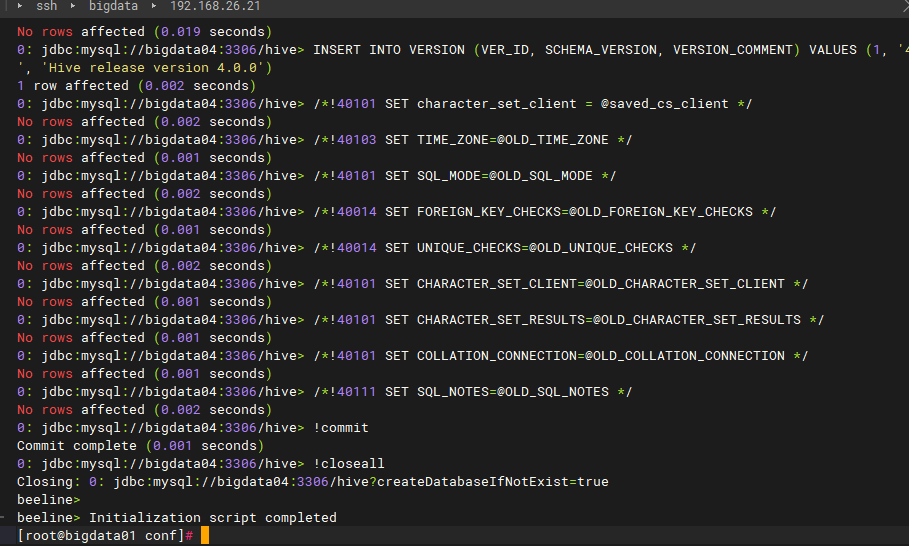 ssh ▸ bigdata ▸ 192.168.26.21
No rows affected (0.019 seconds)
0: jdbc:mysql://bigdata04:3306/hive> INSERT INTO VERSION (VER_ID, SCHEMA_VERSION, VERSION_COMMENT) VALUES (1, '4
', 'Hive release version 4.0.0')
1 row affected (0.002 seconds)
0: jdbc:mysql://bigdata04:3306/hive> /*!40101 SET character_set_client = @saved_cs_client */
No rows affected (0.002 seconds)
0: jdbc:mysql://bigdata04:3306/hive> /*!40103 SET TIME_ZONE=@OLD_TIME_ZONE */
No rows affected (0.001 seconds)
0: jdbc:mysql://bigdata04:3306/hive> /*!40101 SET SQL_MODE=@OLD_SQL_MODE */
No rows affected (0.002 seconds)
0: jdbc:mysql://bigdata04:3306/hive> /*!40014 SET FOREIGN_KEY_CHECKS=@OLD_FOREIGN_KEY_CHECKS */
No rows affected (0.001 seconds)
0: jdbc:mysql://bigdata04:3306/hive> /*!40014 SET UNIQUE_CHECKS=@OLD_UNIQUE_CHECKS */
No rows affected (0.002 seconds)
0: jdbc:mysql://bigdata04:3306/hive> /*!40101 SET CHARACTER_SET_CLIENT=@OLD_CHARACTER_SET_CLIENT */
No rows affected (0.001 seconds)
0: jdbc:mysql://bigdata04:3306/hive> /*!40101 SET CHARACTER_SET_RESULTS=@OLD_CHARACTER_SET_RESULTS */
No rows affected (0.001 seconds)
0: jdbc:mysql://bigdata04:3306/hive> /*!40101 SET COLLATION_CONNECTION=@OLD_COLLATION_CONNECTION */
No rows affected (0.001 seconds)
0: jdbc:mysql://bigdata04:3306/hive> /*!40111 SET SQL_NOTES=@OLD_SQL_NOTES */
No rows affected (0.002 seconds)
0: jdbc:mysql://bigdata04:3306/hive> !commit
Commit complete (0.001 seconds)
0: jdbc:mysql://bigdata04:3306/hive> !closeall
Closing: 0: jdbc:mysql://bigdata04:3306/hive?createDatabaseIfNotExist=true
beeline>
beeline> Initialization script completed
[root@bigdata01 conf]#